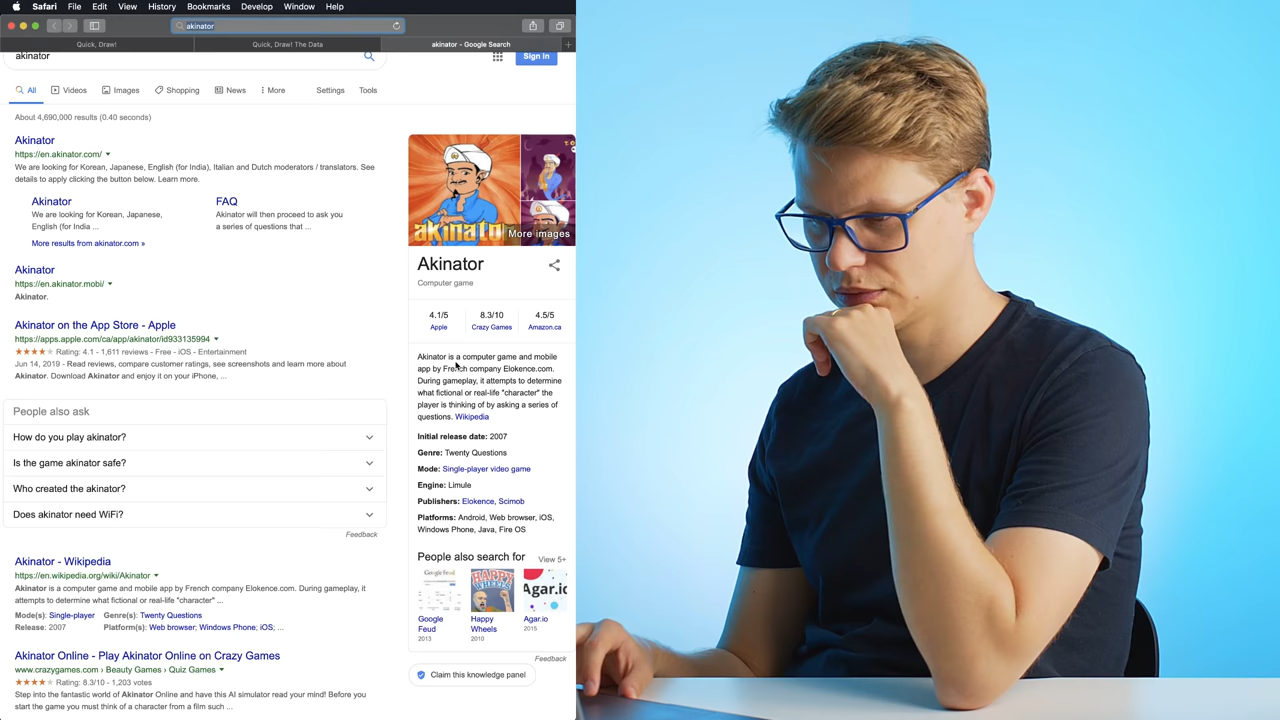 Safari File Edit View History Bookmarks Develop Window Help
akinator
Quick, Draw! Quick, Draw! The Data akinator - Google Search
akinator
Sign in
All Videos Images Shopping News More Settings Tools
About 4,690,000 results (0.40 seconds)
Akinator
https://en.akinator.com/
We are looking for Korean, Japanese, English (for India), Italian and Dutch moderators / translators. See
details to apply clicking the button below. Learn more.
Akinator
We are looking for Korean, Japanese,
English (for India ...
FAQ
Akinator will then proceed to ask you
a series of questions that ...
More results from akinator.com »
Akinator
https://en.akinator.mobi/
Akinator.
Akinator on the App Store - Apple
https://apps.apple.com/ca/app/akinator/id933135994
Rating: 4.1 - 1,611 reviews - Free - iOS - Entertainment
Jun 14, 2019 - Read reviews, compare customer ratings, see screenshots and learn more about
Akinator. Download Akinator and enjoy it on your iPhone, ...
People also ask
How do you play akinator?
Is the game akinator safe?
Who created the akinator?
Does akinator need WiFi?
Feedback
Akinator - Wikipedia
https://en.wikipedia.org/wiki/Akinator
Akinator is a computer game and mobile app by French company Elokence.com. During gameplay, it
attempts to determine what fictional or real-life "character" ...
Mode(s): Single-player Genre(s): Twenty Questions
Release: 2007 Platform(s): Web browser; Windows Phone; iOS; ...
Akinator Online - Play Akinator Online on Crazy Games
www.crazygames.com › Beauty Games › Quiz Games
Rating: 8.3/10 - 1,203 votes
Step into the fantastic world of Akinator Online and have this AI simulator read your mind! Before you
start the game you must think of a character from a film such ...
akinator
More images
Akinator
Computer game
4.1/5 8.3/10 4.5/5
Apple Crazy Games Amazon.ca
Akinator is a computer game and mobile
app by French company Elokence.com.
During gameplay, it attempts to determine
what fictional or real-life "character" the
player is thinking of by asking a series of
questions. Wikipedia
Initial release date: 2007
Genre: Twenty Questions
Mode: Single-player video game
Engine: Limule
Publishers: Elokence, Scimob
Platforms: Android, Web browser, iOS,
Windows Phone, Java, Fire OS
People also search for View 5+
Google Feud
HAPPY
WHEELS
Agar.io
Google
Feud
2013
Happy
Wheels
2010
Agar.io
2015
Feedback
Claim this knowledge panel